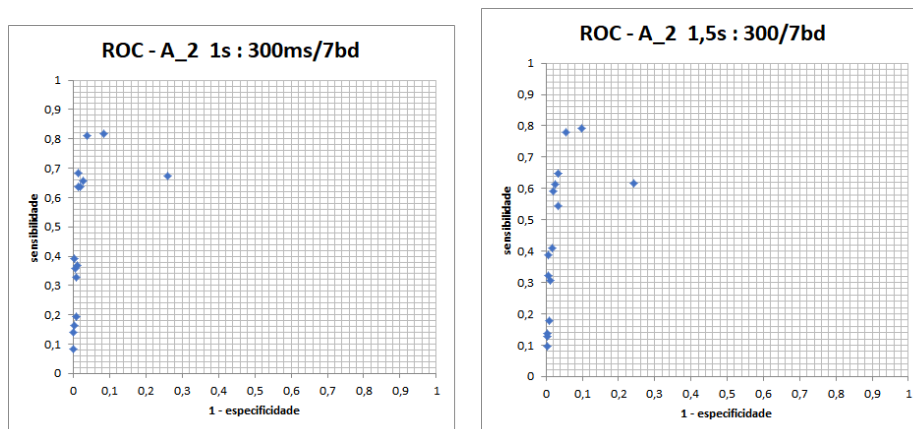 ROC - A_2 1s : 300ms/7bd
1
0,9
0,8
0,7
0,6
0,5
0,4
0,3
0,2
0,1
0
sensibilidade
0 0,1 0,2 0,3 0,4 0,5 0,6 0,7 0,8 0,9 1
1 - especificidade
ROC - A_2 1,5s : 300/7bd
1
0,9
0,8
0,7
0,6
0,5
0,4
0,3
0,2
0,1
0
sensibilidade
0 0,1 0,2 0,3 0,4 0,5 0,6 0,7 0,8 0,9 1
1 - especificidade